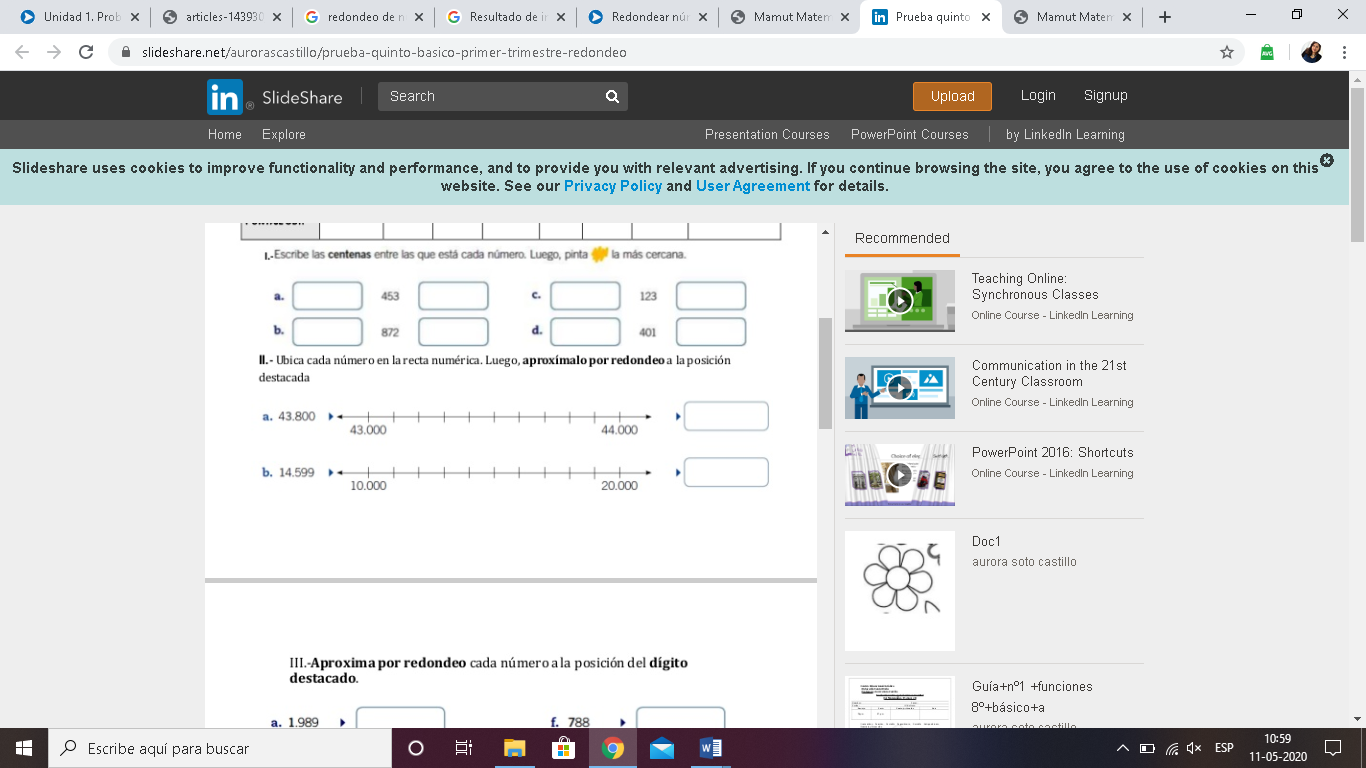 Unidad 1. Prob
articles-143930
redondeo de n
Resultado de i
Redondear nú
Mamut Matem
Prueba quinto
Mamut Matem
slideshare.net/aurorascastillo/prueba-quinto-basico-primer-trimestre-redondeo
in SlideShare
Search
Upload
Login
Signup
Home
Explore
Presentation Courses
PowerPoint Courses
by LinkedIn Learning
Slideshare uses cookies to improve functionality and performance, and to provide you with relevant advertising. If you continue browsing the site, you agree to the use of cookies on this
website. See our Privacy Policy and User Agreement for details.
I.-Escribe las centenas entre las que está cada número. Luego, pinta la más cercana.
a. 453 c. 123
b. 872 d. 401
II.- Ubica cada número en la recta numérica. Luego, aproxímalo por redondeo a la posición
destacada
a. 43.800
43.000 44.000
b. 14.599
10.000 20.000
III.-Aproxima por redondeo cada número a la posición del dígito
destacado.
a. 1.989 f. 788
Recommended
Teaching Online:
Synchronous Classes
Online Course - LinkedIn Learning
Communication in the 21st
Century Classroom
Online Course - LinkedIn Learning
PowerPoint 2016: Shortcuts
Online Course - LinkedIn Learning
Doc1
aurora soto castillo
Guía+nº1 +funciones
8º+básico+a
aurora soto castillo
Escribe aquí para buscar
ESP
10:59
11-05-2020